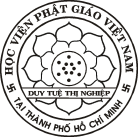 HỌC VIỆN PHẬT GIÁO VIỆT NAM
DUY TUỆ THỊ NGHIỆP
TẠI THÀNH PHỐ HỒ CHÍ MINH